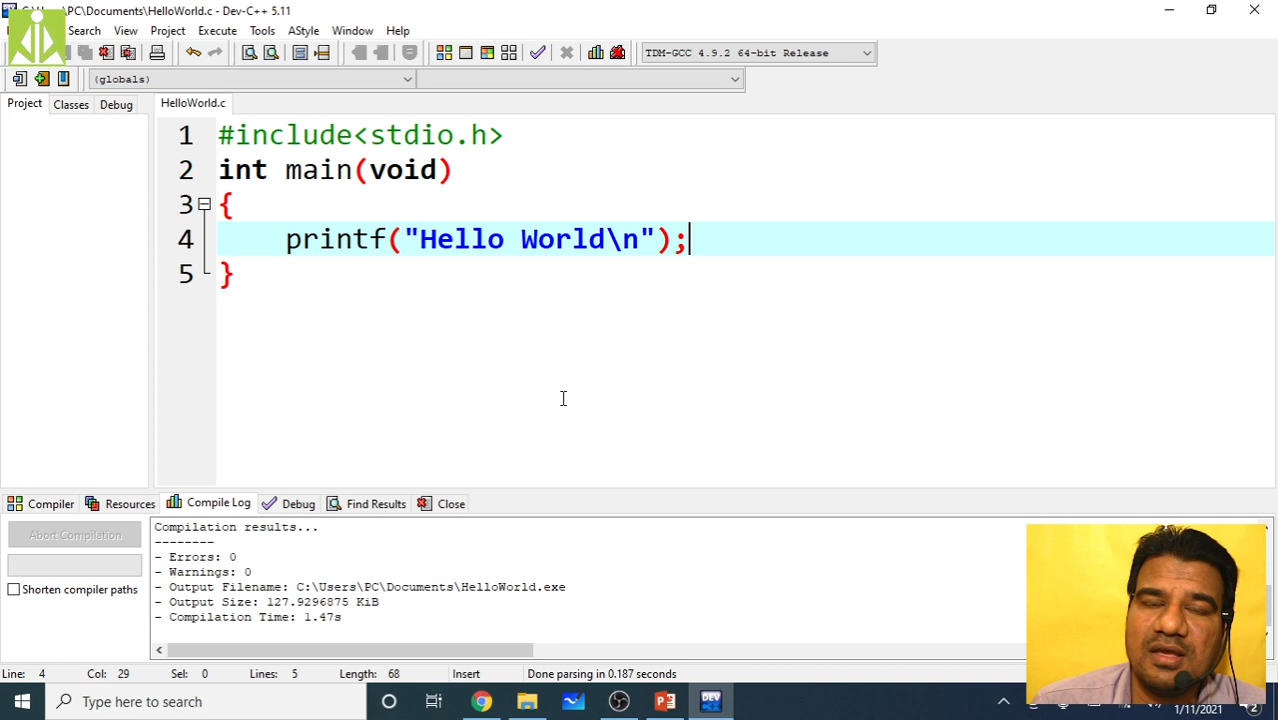 C:\Users\PC\Documents\HelloWorld.c - Dev-C++ 5.11
Search View Project Execute Tools AStyle Window Help
TDM-GCC 4.9.2 64-bit Release
(globals)
Project Classes Debug HelloWorld.c
1 #include<stdio.h>
2 int main(void)
3 {
4 printf("Hello World\n");
5 }
Compiler Resources Compile Log Debug Find Results Close
Abort Compilation
Shorten compiler paths
Compilation results...
--------
- Errors: 0
- Warnings: 0
- Output Filename: C:\Users\PC\Documents\HelloWorld.exe
- Output Size: 127.9296875 KiB
- Compilation Time: 1.47s
Line: 4 Col: 29 Sel: 0 Lines: 5 Length: 68 Insert Done parsing in 0.187 seconds
Type here to search
DEV
1/11/2021
2